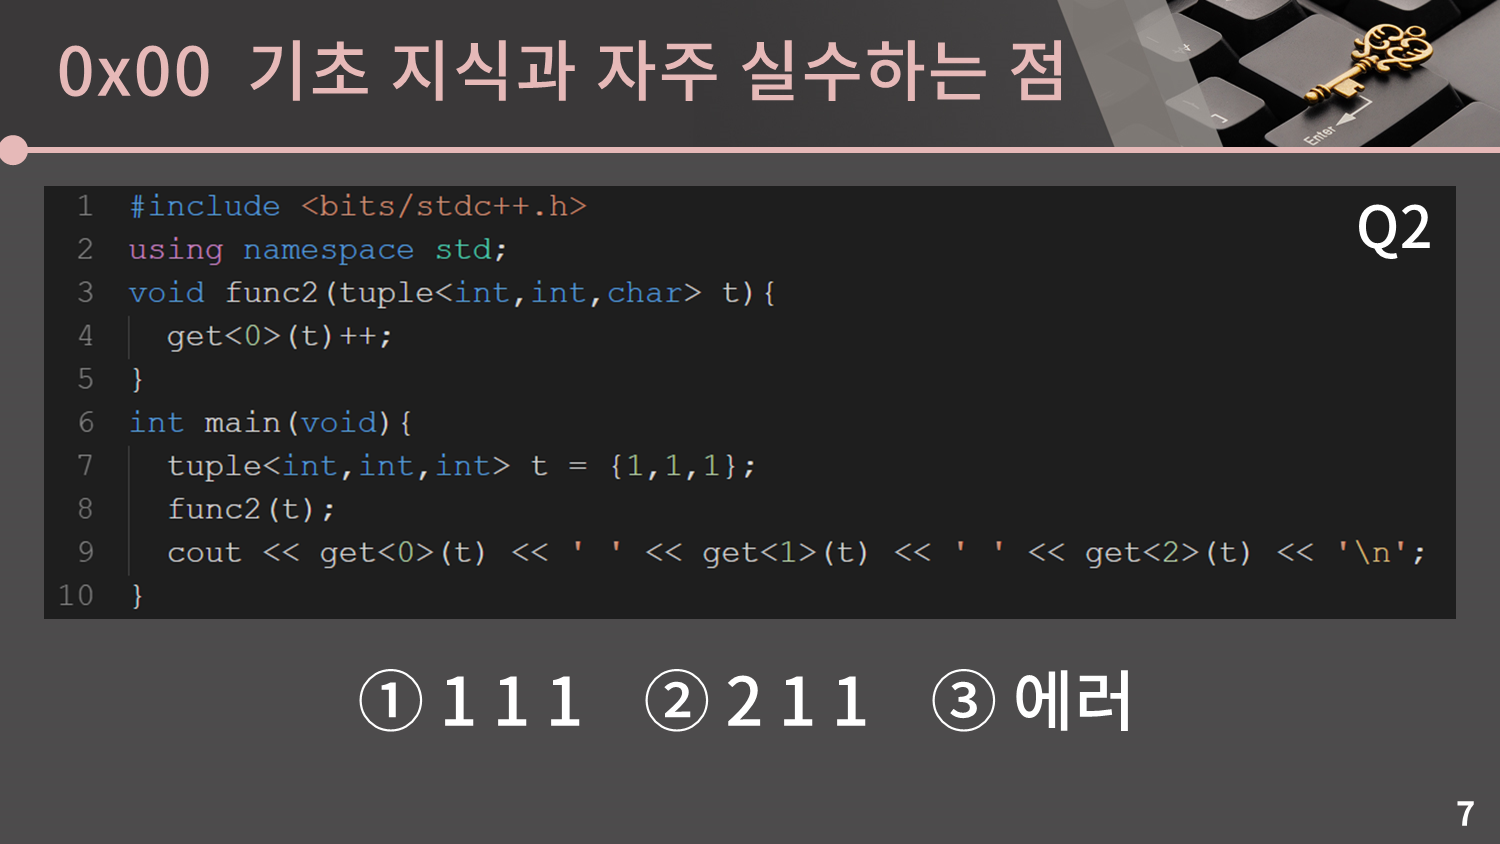 0x00 기초 지식과 자주 실수하는 점
Enter
Q2
1 #include <bits/stdc++.h>
2 using namespace std;
3 void func2(tuple<int,int,char> t){
4   get<0>(t)++;
5 }
6 int main(void){
7   tuple<int,int,int> t = {1,1,1};
8   func2(t);
9   cout << get<0>(t) << ' ' << get<1>(t) << ' ' << get<2>(t) << '\n';
10 }
① 1 1 1 ② 2 1 1 ③ 에러
7